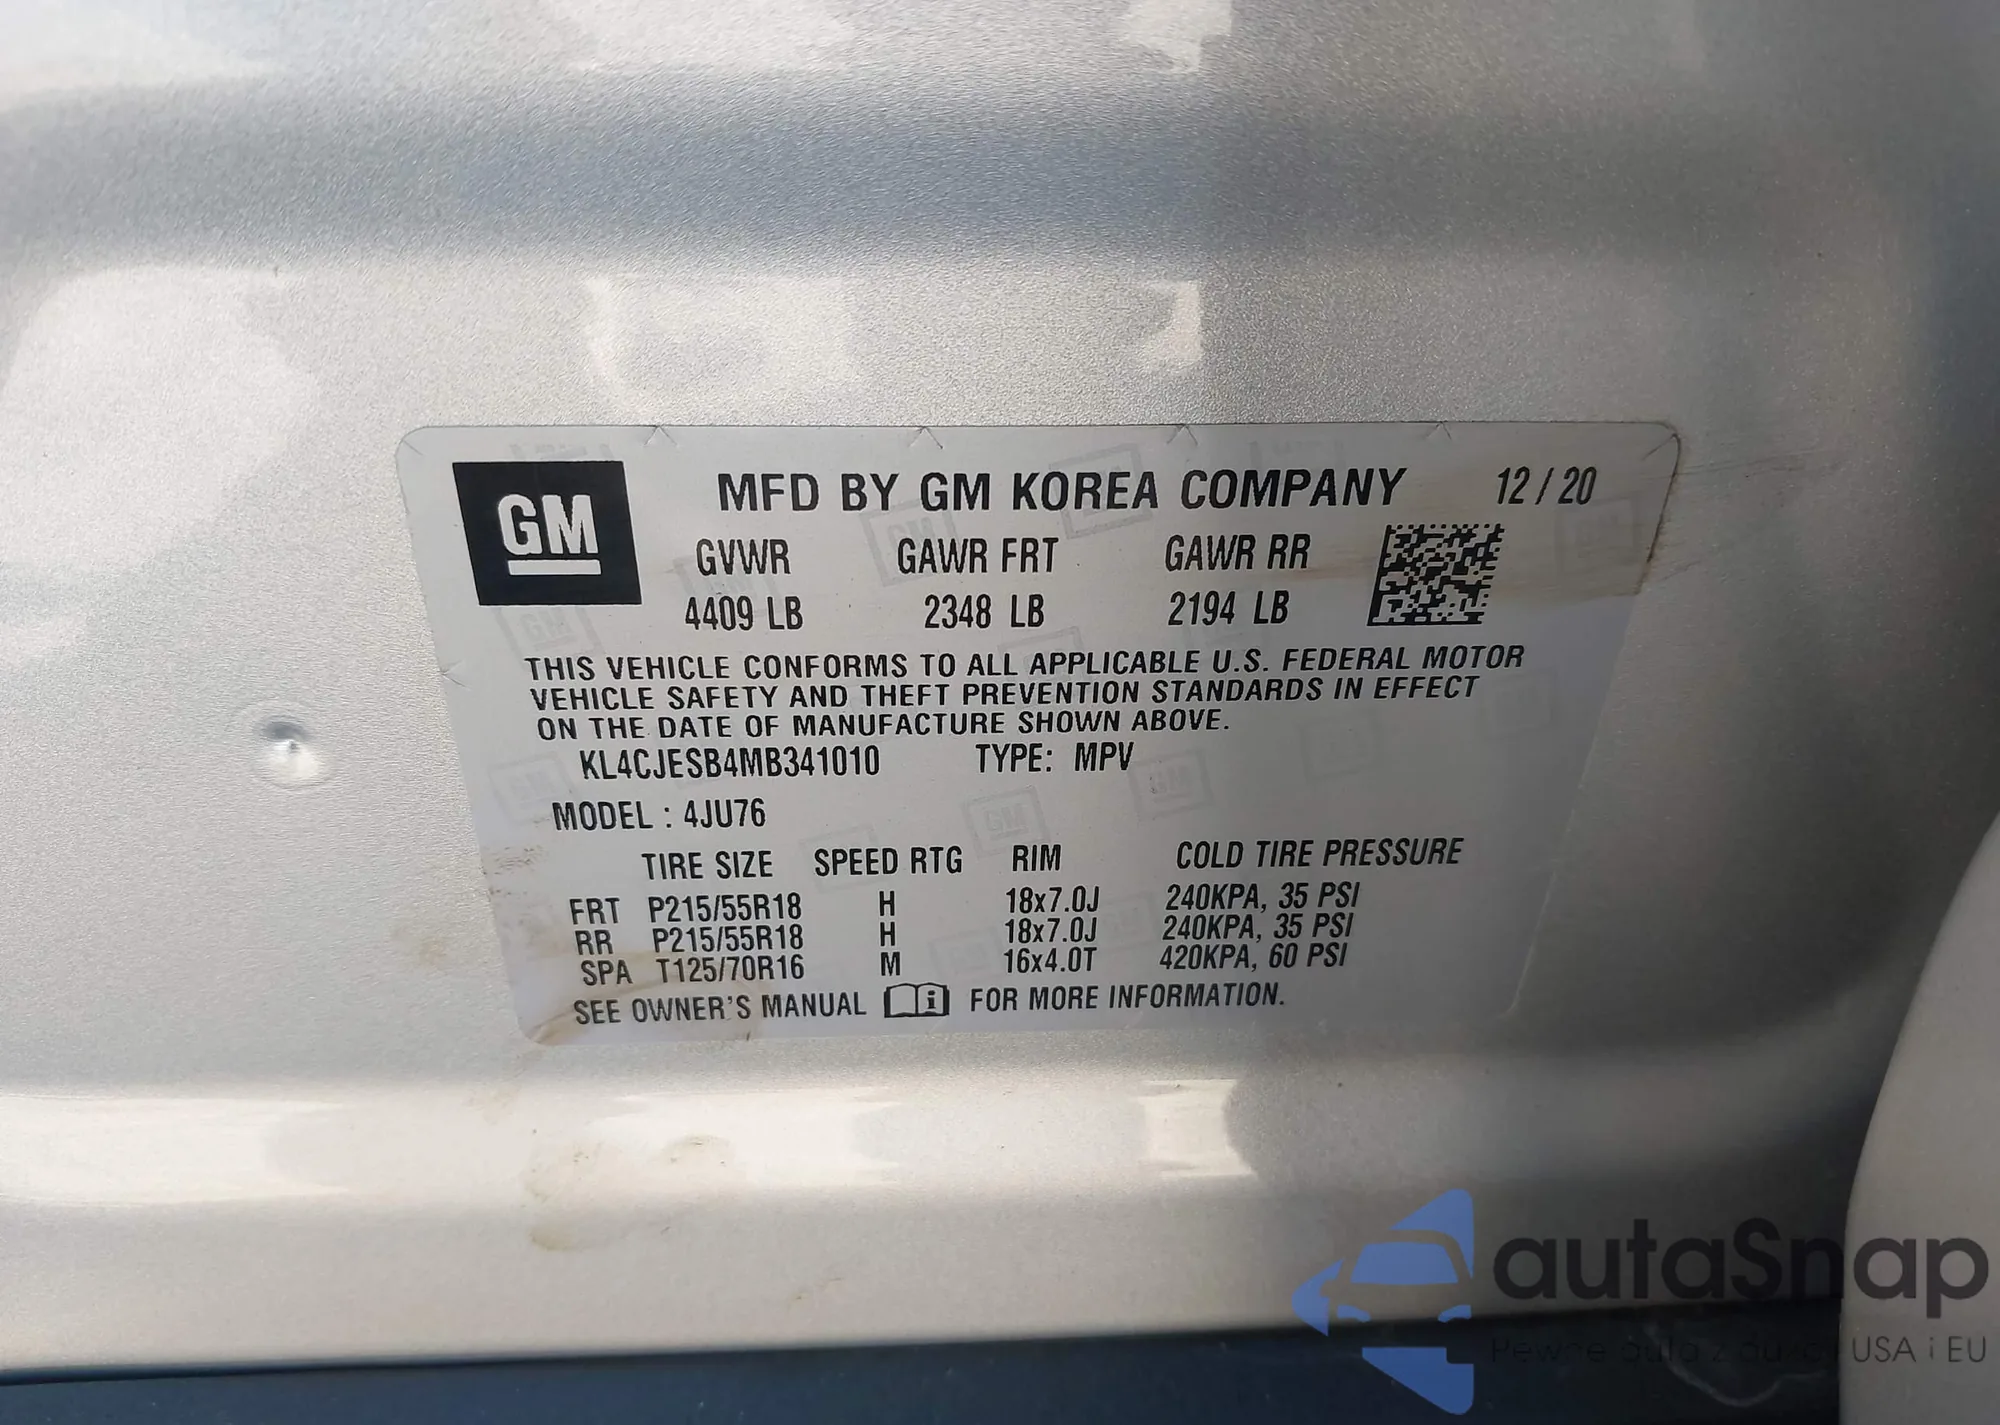 GM
MFD BY GM KOREA COMPANY 12/20
GVWR GAWR FRT GAWR RR
4409 LB 2348 LB 2194 LB
THIS VEHICLE CONFORMS TO ALL APPLICABLE U.S. FEDERAL MOTOR
VEHICLE SAFETY AND THEFT PREVENTION STANDARDS IN EFFECT
ON THE DATE OF MANUFACTURE SHOWN ABOVE.
KL4CJESB4MB341010 TYPE: MPV
MODEL : 4JU76
TIRE SIZE SPEED RTG RIM COLD TIRE PRESSURE
FRT P215/55R18 H 18x7.0J 240KPA, 35 PSI
RR P215/55R18 H 18x7.0J 240KPA, 35 PSI
SPA T125/70R16 M 16x4.0T 420KPA, 60 PSI
SEE OWNER'S MANUAL i FOR MORE INFORMATION.
autaSnap
Pewne auta z USA i EU